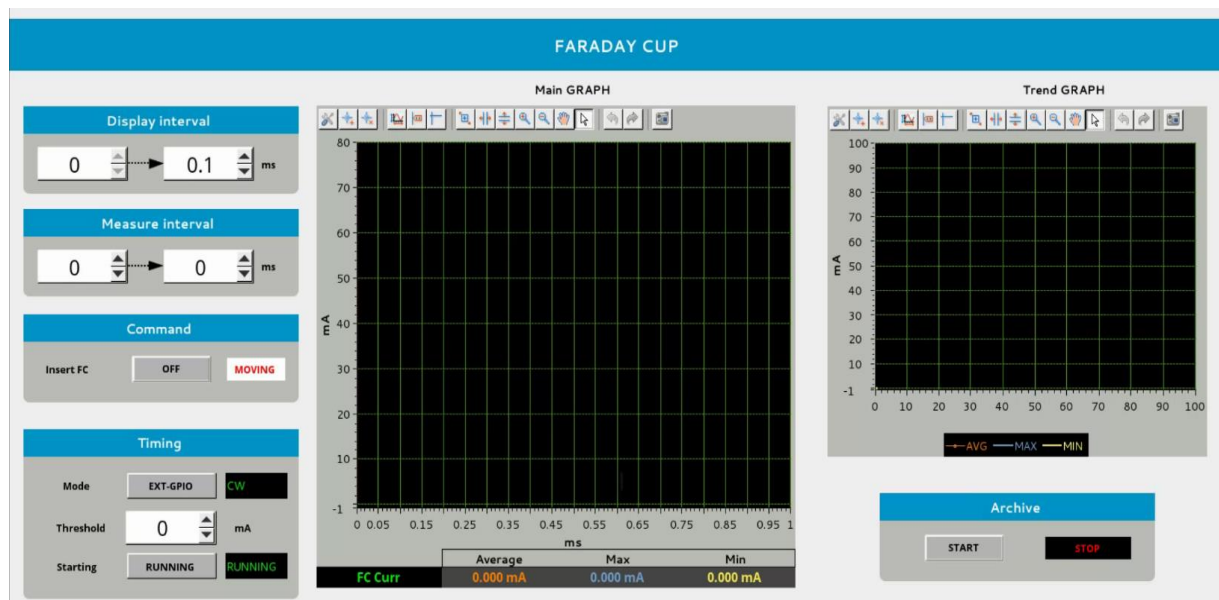 FARADAY CUP
Display interval
0 0.1 ms
Measure interval
0 0 ms
Command
Insert FC OFF MOVING
Timing
Mode EXT-GPIO CW
Threshold 0 mA
Starting RUNNING RUNNING
Main GRAPH
80
70
60
50
mA
40
30
20
10
-1
0 0.05 0.15 0.25 0.35 0.45 0.55 0.65 0.75 0.85 0.95 1
ms
Average Max Min
FC Curr 0.000 mA 0.000 mA 0.000 mA
Trend GRAPH
100
90
80
70
60
mA
50
40
30
20
10
-1
0 10 20 30 40 50 60 70 80 90 100
AVG MAX MIN
Archive
START STOP